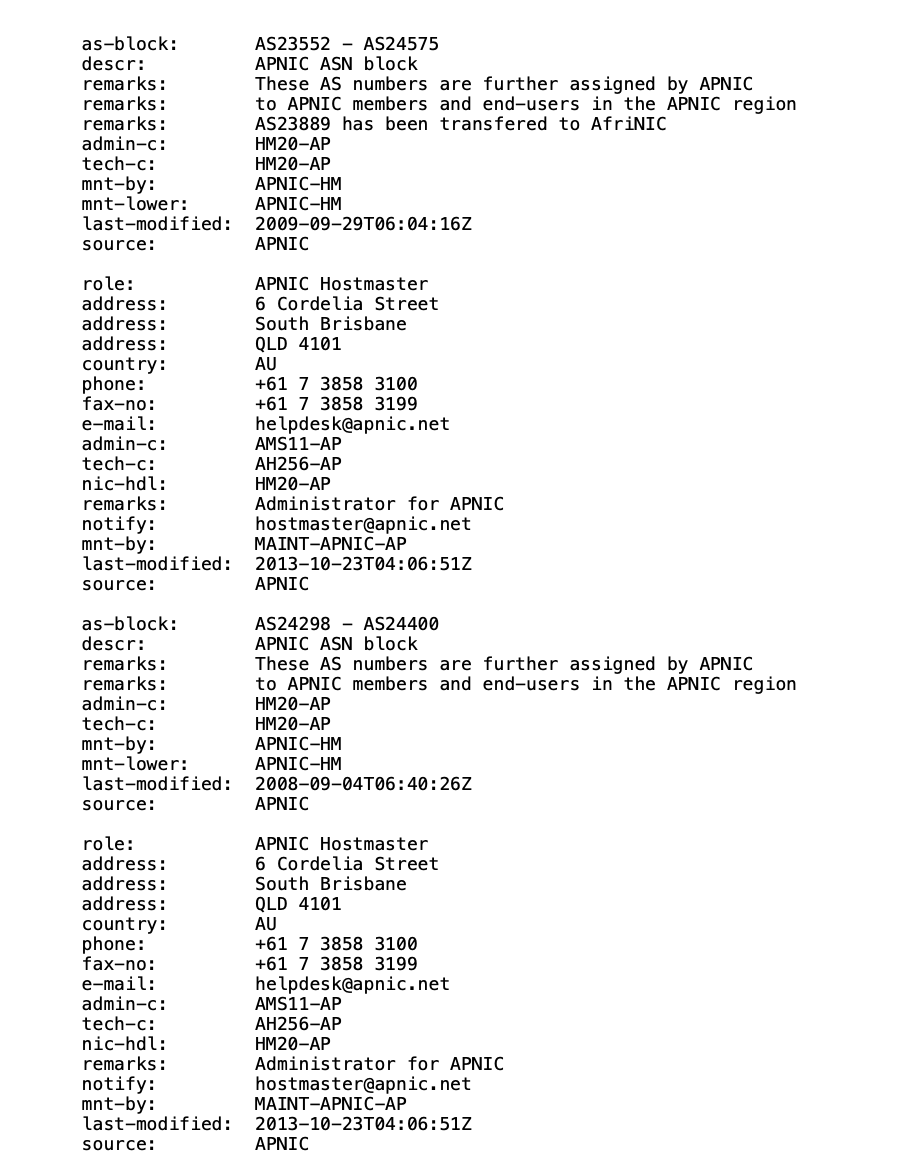 as-block:       AS23552 - AS24575
descr:          APNIC ASN block
remarks:        These AS numbers are further assigned by APNIC
remarks:        to APNIC members and end-users in the APNIC region
remarks:        AS23889 has been transfered to AfriNIC
admin-c:        HM20-AP
tech-c:         HM20-AP
mnt-by:         APNIC-HM
mnt-lower:      APNIC-HM
last-modified:  2009-09-29T06:04:16Z
source:         APNIC

role:           APNIC Hostmaster
address:        6 Cordelia Street
address:        South Brisbane
address:        QLD 4101
country:        AU
phone:          +61 7 3858 3100
fax-no:         +61 7 3858 3199
e-mail:         helpdesk@apnic.net
admin-c:        AMS11-AP
tech-c:         AH256-AP
nic-hdl:        HM20-AP
remarks:        Administrator for APNIC
notify:         hostmaster@apnic.net
mnt-by:         MAINT-APNIC-AP
last-modified:  2013-10-23T04:06:51Z
source:         APNIC

as-block:       AS24298 - AS24400
descr:          APNIC ASN block
remarks:        These AS numbers are further assigned by APNIC
remarks:        to APNIC members and end-users in the APNIC region
admin-c:        HM20-AP
tech-c:         HM20-AP
mnt-by:         APNIC-HM
mnt-lower:      APNIC-HM
last-modified:  2008-09-04T06:40:26Z
source:         APNIC

role:           APNIC Hostmaster
address:        6 Cordelia Street
address:        South Brisbane
address:        QLD 4101
country:        AU
phone:          +61 7 3858 3100
fax-no:         +61 7 3858 3199
e-mail:         helpdesk@apnic.net
admin-c:        AMS11-AP
tech-c:         AH256-AP
nic-hdl:        HM20-AP
remarks:        Administrator for APNIC
notify:         hostmaster@apnic.net
mnt-by:         MAINT-APNIC-AP
last-modified:  2013-10-23T04:06:51Z
source:         APNIC